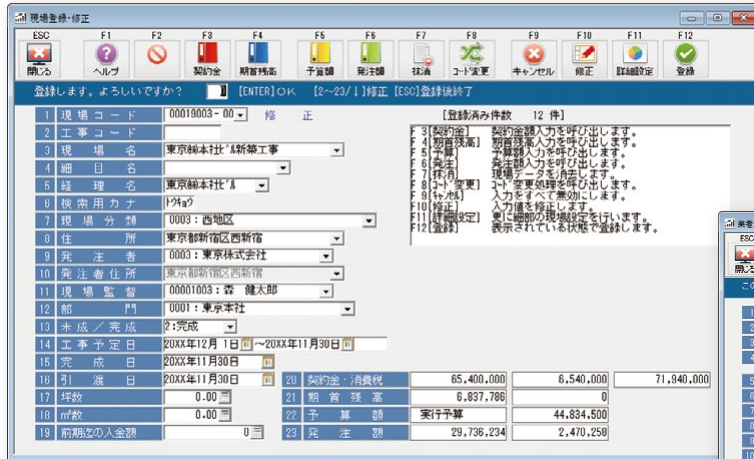 現場登録・修正
ESC F1 F2 F3 F4 F5 F6 F7 F8 F9 F10 F11 F12
閉じる ヘルプ 契約金 期首残高 予算額 発注額 抹消 コード変更 キャンセル 修正 詳細設定 登録
登録します。よろしいですか? 1 [ENTER]OK [2~23/↓]修正 [ESC]登録後終了
1 現場コード 00019003-00 修 正
[登録済み件数 12 件]
2 工事コード
3 現場名 東京㈱本社ビル新築工事
4 細目名
5 経理名 東京㈱本社ビル
6 検索用カナ トウキョウ
7 現場分類 0003:西地区
8 住所 東京都新宿区西新宿
9 発注者 0003:東京株式会社
10 発注者住所 東京都新宿区西新宿
11 現場監督 00001003:森 健太郎
12 部門 0001:東京本社
13 未成/完成 2:完成
14 工事予定日 20XX年12月 1日~20XX年11月30日
15 完成日 20XX年11月30日
16 引渡日 20XX年11月30日
17 坪数 0.00
18 ㎡数 0.00
19 前期迄の入金額 0
F 3[契約金] 契約金額入力を呼び出します。
F 4[期首残高] 期首残高入力を呼び出します。
F 5[予算] 予算額入力を呼び出します。
F 6[発注] 発注額入力を呼び出します。
F 7[抹消] 現場データを消去します。
F 8[コード変更] コード変更処理を呼び出します。
F 9[キャンセル] 入力をすべて無効にします。
F10[修正] 入力値を修正します。
F11[詳細設定] 更に細部の現場設定を行います。
F12[登録] 表示されている状態で登録します。
20 契約金・消費税 65,400,000 6,540,000 71,940,000
21 期首残高 6,837,786 0
22 予算額 実行予算 44,834,500
23 発注額 29,736,234 2,470,258
業者
ESC
閉じる
この
1
2
3
4
5
6
7
8
9
10